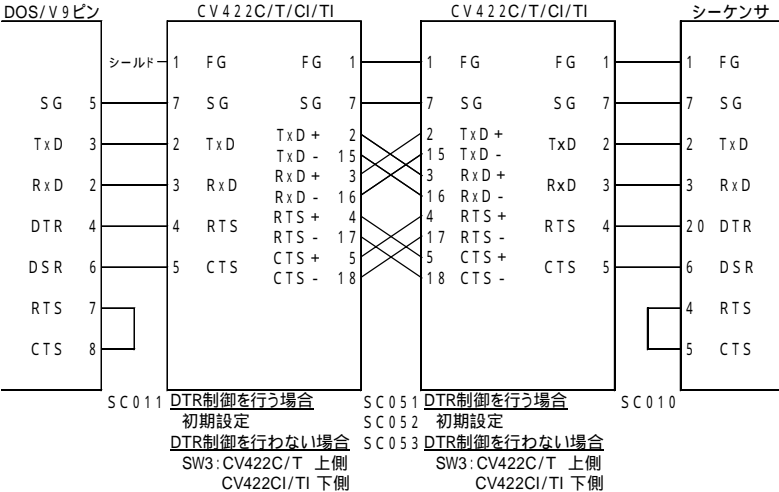 DOS/V 9ピン CV422C/T/CI/TI CV422C/T/CI/TI シーケンサ
シールド 1 FG FG 1 1 FG FG 1 1 FG
SG 5 7 SG SG 7 7 SG SG 7 7 SG
TxD 3 2 TxD TxD+ 2 2 TxD+ TxD 2 2 TxD
TxD- 15 15 TxD-
RxD 2 3 RxD RxD+ 3 3 RxD+ RxD 3 3 RxD
RxD- 16 16 RxD-
DTR 4 4 RTS RTS+ 4 4 RTS+ RTS 4 20 DTR
RTS- 17 17 RTS-
DSR 6 5 CTS CTS+ 5 5 CTS+ CTS 5 6 DSR
CTS- 18 18 CTS-
RTS 7 4 RTS
CTS 8 5 CTS
SC011 DTR制御を行う場合 SC051 DTR制御を行う場合 SC010
初期設定 SC052 初期設定
DTR制御を行わない場合 SC053 DTR制御を行わない場合
SW3:CV422C/T 上側 SW3:CV422C/T 上側
CV422CI/TI 下側 CV422CI/TI 下側